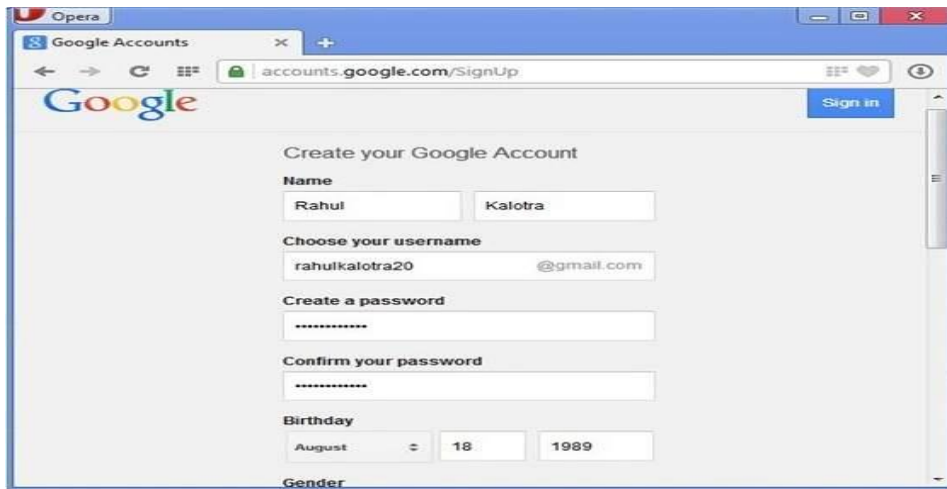 Opera
Google Accounts
accounts.google.com/SignUp
Google
Sign in
Create your Google Account
Name
Rahul Kalotra
Choose your username
rahulkalotra20 @gmail.com
Create a password
••••••••••••
Confirm your password
••••••••••••
Birthday
August 18 1989
Gender